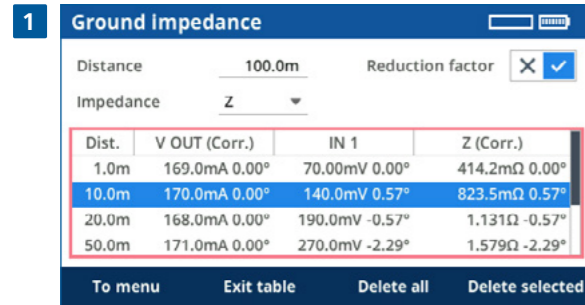 1
Ground impedance
Distance 100.0m Reduction factor
Impedance Z
Dist. V OUT (Corr.) IN 1 Z (Corr.)
1.0m 169.0mA 0.00° 70.00mV 0.00° 414.2mΩ 0.00°
10.0m 170.0mA 0.00° 140.0mV 0.57° 823.5mΩ 0.57°
20.0m 168.0mA 0.00° 190.0mV -0.57° 1.131Ω -0.57°
50.0m 171.0mA 0.00° 270.0mV -2.29° 1.579Ω -2.29°
To menu Exit table Delete all Delete selected